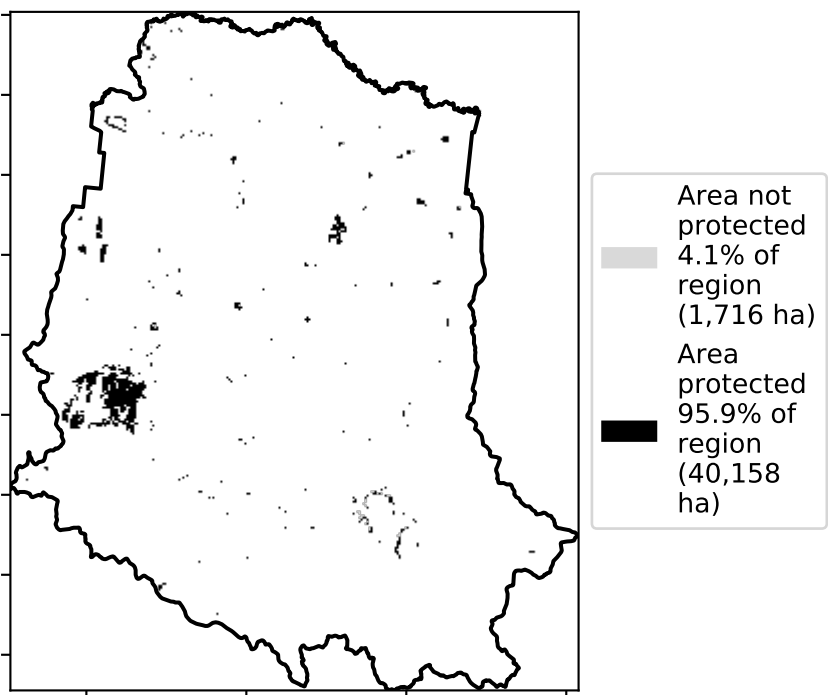 Area not
protected
4.1% of
region
(1,716 ha)
Area
protected
95.9% of
region
(40,158
ha)